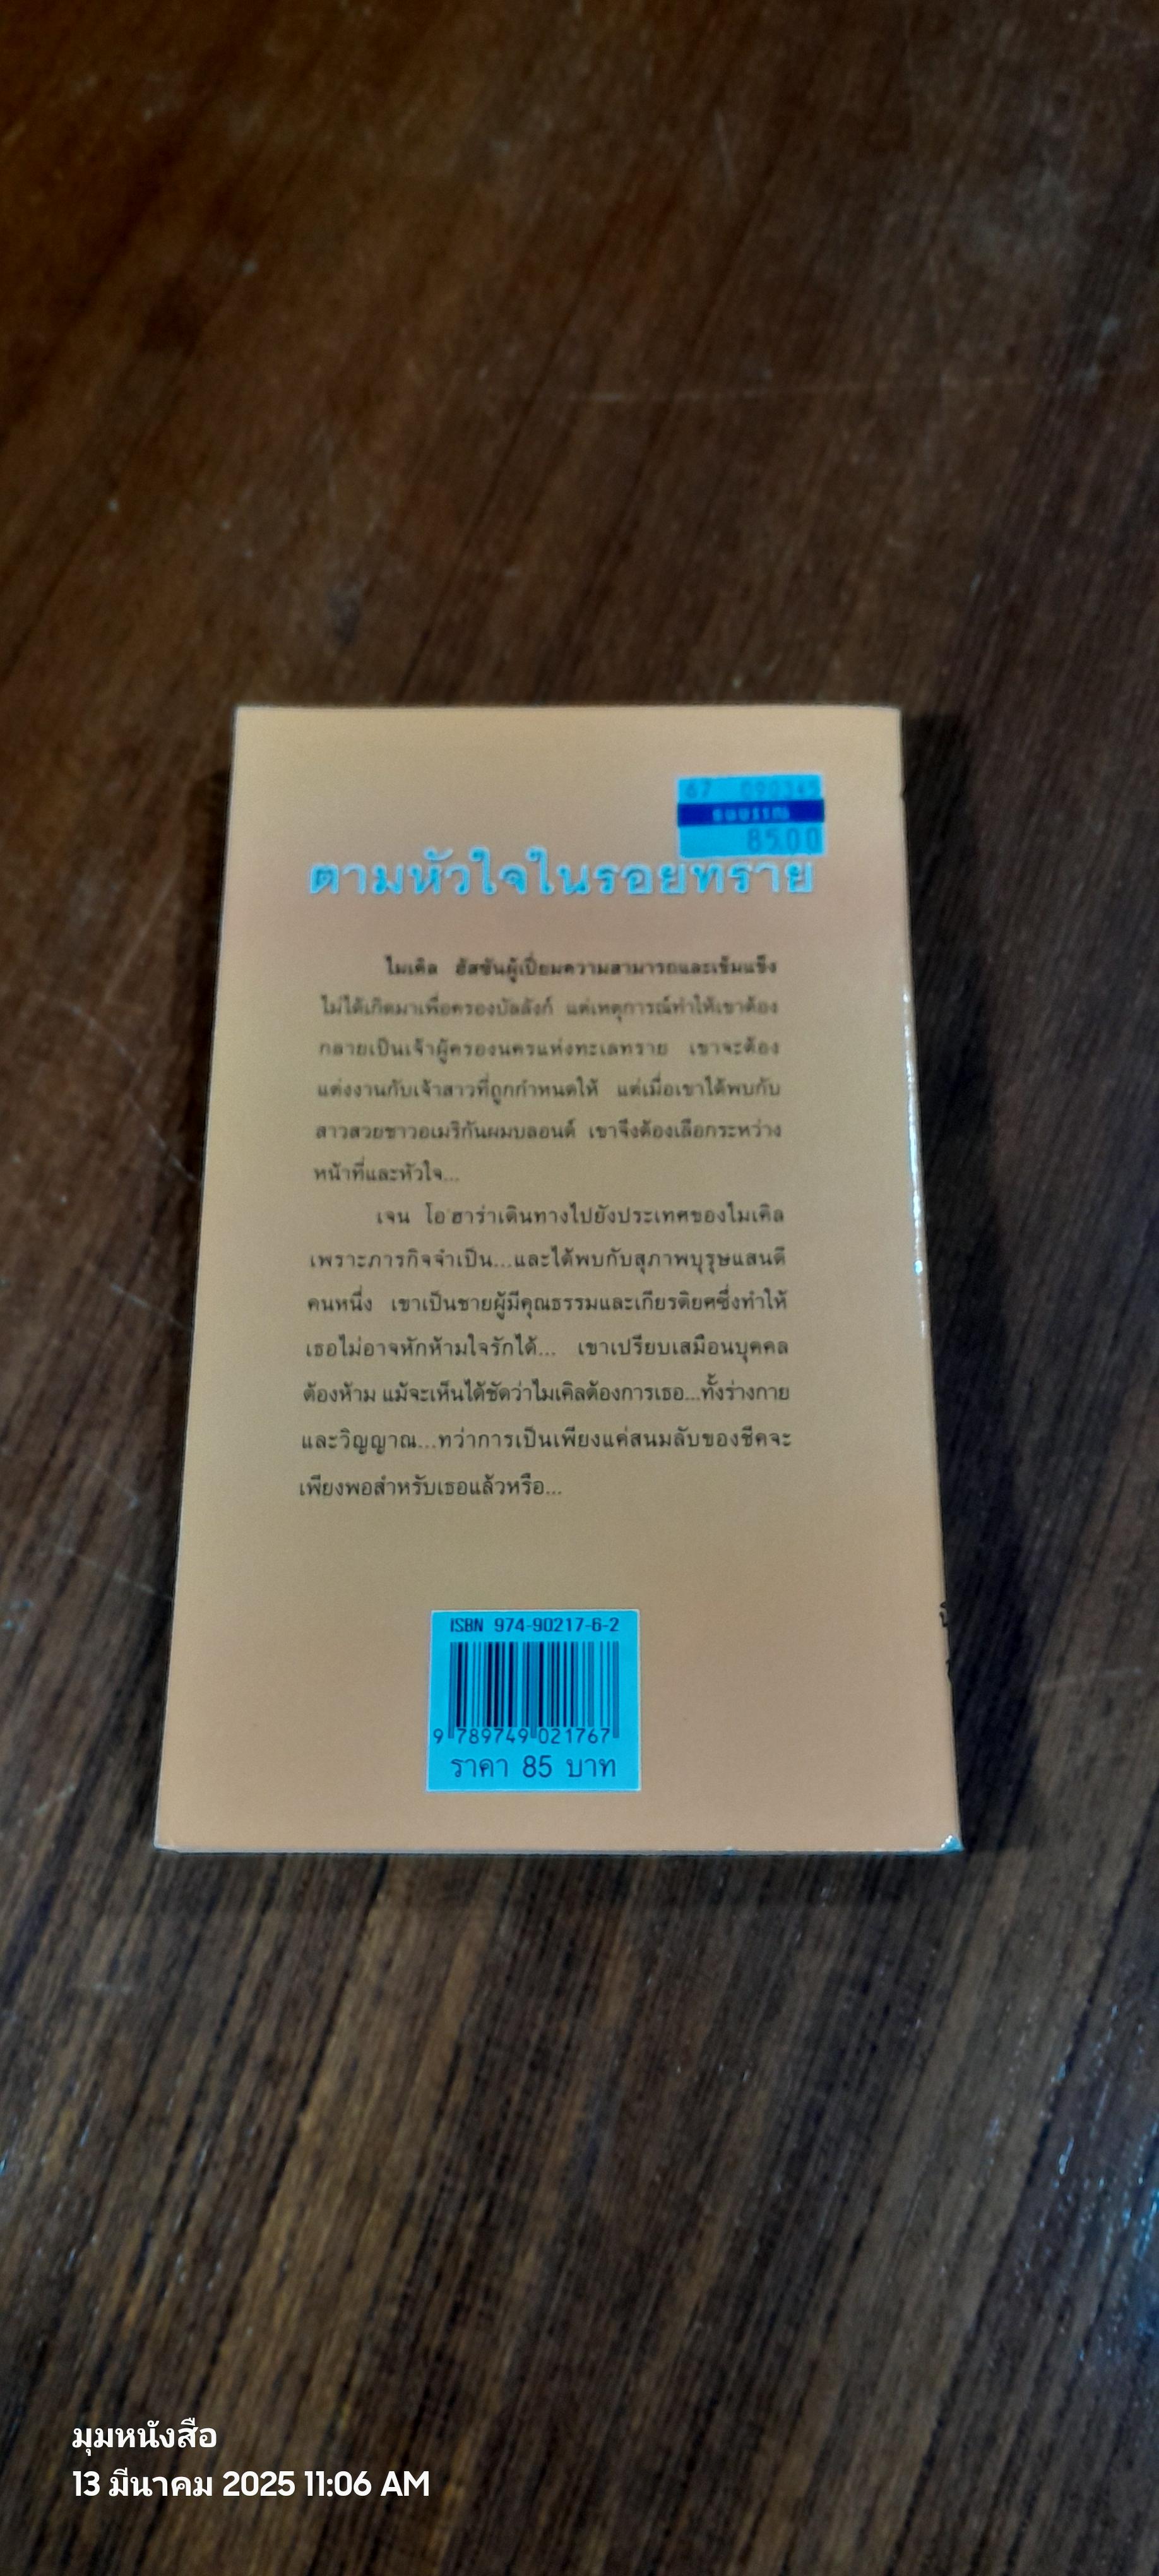 67 090345
ธนบรรณ
85.00
ตามหัวใจในรอยทราย
ไมเคิล ฮัสซันผู้เปี่ยมความสามารถและเข้มแข็ง
ไม่ได้เกิดมาเพื่อครองบัลลังก์ แต่เหตุการณ์ทำให้เขาต้อง
กลายเป็นเจ้าผู้ครองนครแห่งทะเลทราย เขาจะต้อง
แต่งงานกับเจ้าสาวที่ถูกกำหนดให้ แต่เมื่อเขาได้พบกับ
สาวสวยชาวอเมริกันผมบลอนด์ เขาจึงต้องเลือกระหว่าง
หน้าที่และหัวใจ...
เจน โอ'ฮาร่าเดินทางไปยังประเทศของไมเคิล
เพราะภารกิจจำเป็น...และได้พบกับสุภาพบุรุษแสนดี
คนหนึ่ง เขาเป็นชายผู้มีคุณธรรมและเกียรติยศซึ่งทำให้
เธอไม่อาจหักห้ามใจรักได้... เขาเปรียบเสมือนบุคคล
ต้องห้าม แม้จะเห็นได้ชัดว่าไมเคิลต้องการเธอ...ทั้งร่างกาย
และวิญญาณ...ทว่าการเป็นเพียงแค่สนมลับของชีคจะ
เพียงพอสำหรับเธอแล้วหรือ...
ISBN 974-90217-6-2
9 789749 021767
ราคา 85 บาท
มุมหนังสือ
13 มีนาคม 2025 11:06 AM